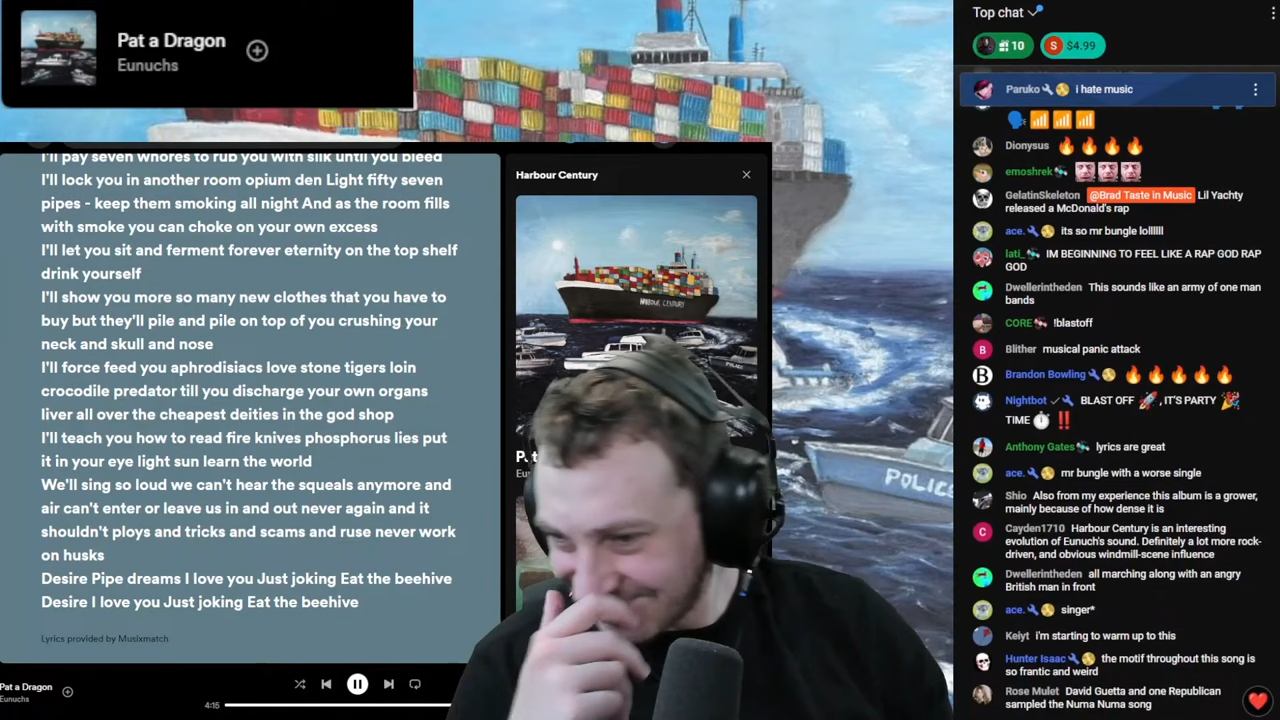 Pat a Dragon
Eunuchs
I'll pay seven whores to rub you with silk until you bleed
I'll lock you in another room opium den Light fifty seven
pipes - keep them smoking all night And as the room fills
with smoke you can choke on your own excess
I'll let you sit and ferment forever eternity on the top shelf
drink yourself
I'll show you more so many new clothes that you have to
buy but they'll pile and pile on top of you crushing your
neck and skull and nose
I'll force feed you aphrodisiacs love stone tigers loin
crocodile predator till you discharge your own organs
liver all over the cheapest deities in the god shop
I'll teach you how to read fire knives phosphorus lies put
it in your eye light sun learn the world
We'll sing so loud we can't hear the squeals anymore and
air can't enter or leave us in and out never again and it
shouldn't ploys and tricks and scams and ruse never work
on husks
Desire Pipe dreams I love you Just joking Eat the beehive
Desire I love you Just joking Eat the beehive
Lyrics provided by Musixmatch
Pat a Dragon
Eunuchs
4:15
Harbour Century
HARBOUR CENTURY
POLICE
Top chat
10
S $4.99
Paruko i hate music
Dionysus 🔥🔥🔥🔥
emoshrek
GelatinSkeleton @Brad Taste in Music Lil Yachty
released a McDonald's rap
ace. its so mr bungle lollllll
lati_ IM BEGINNING TO FEEL LIKE A RAP GOD RAP
GOD
Dwellerintheden This sounds like an army of one man
bands
CORE !blastoff
B Blither musical panic attack
B Brandon Bowling 🔥🔥🔥🔥🔥
Nightbot BLAST OFF 🚀, IT'S PARTY 🎉
TIME ⏱️ ‼️
Anthony Gates lyrics are great
ace. mr bungle with a worse single
Shio Also from my experience this album is a grower,
mainly because of how dense it is
C Cayden1710 Harbour Century is an interesting
evolution of Eunuch's sound. Definitely a lot more rock-
driven, and obvious windmill-scene influence
Dwellerintheden all marching along with an angry
British man in front
ace. singer*
Keiyt i'm starting to warm up to this
Hunter Isaac the motif throughout this song is
so frantic and weird
Rose Mulet David Guetta and one Republican
sampled the Numa Numa song